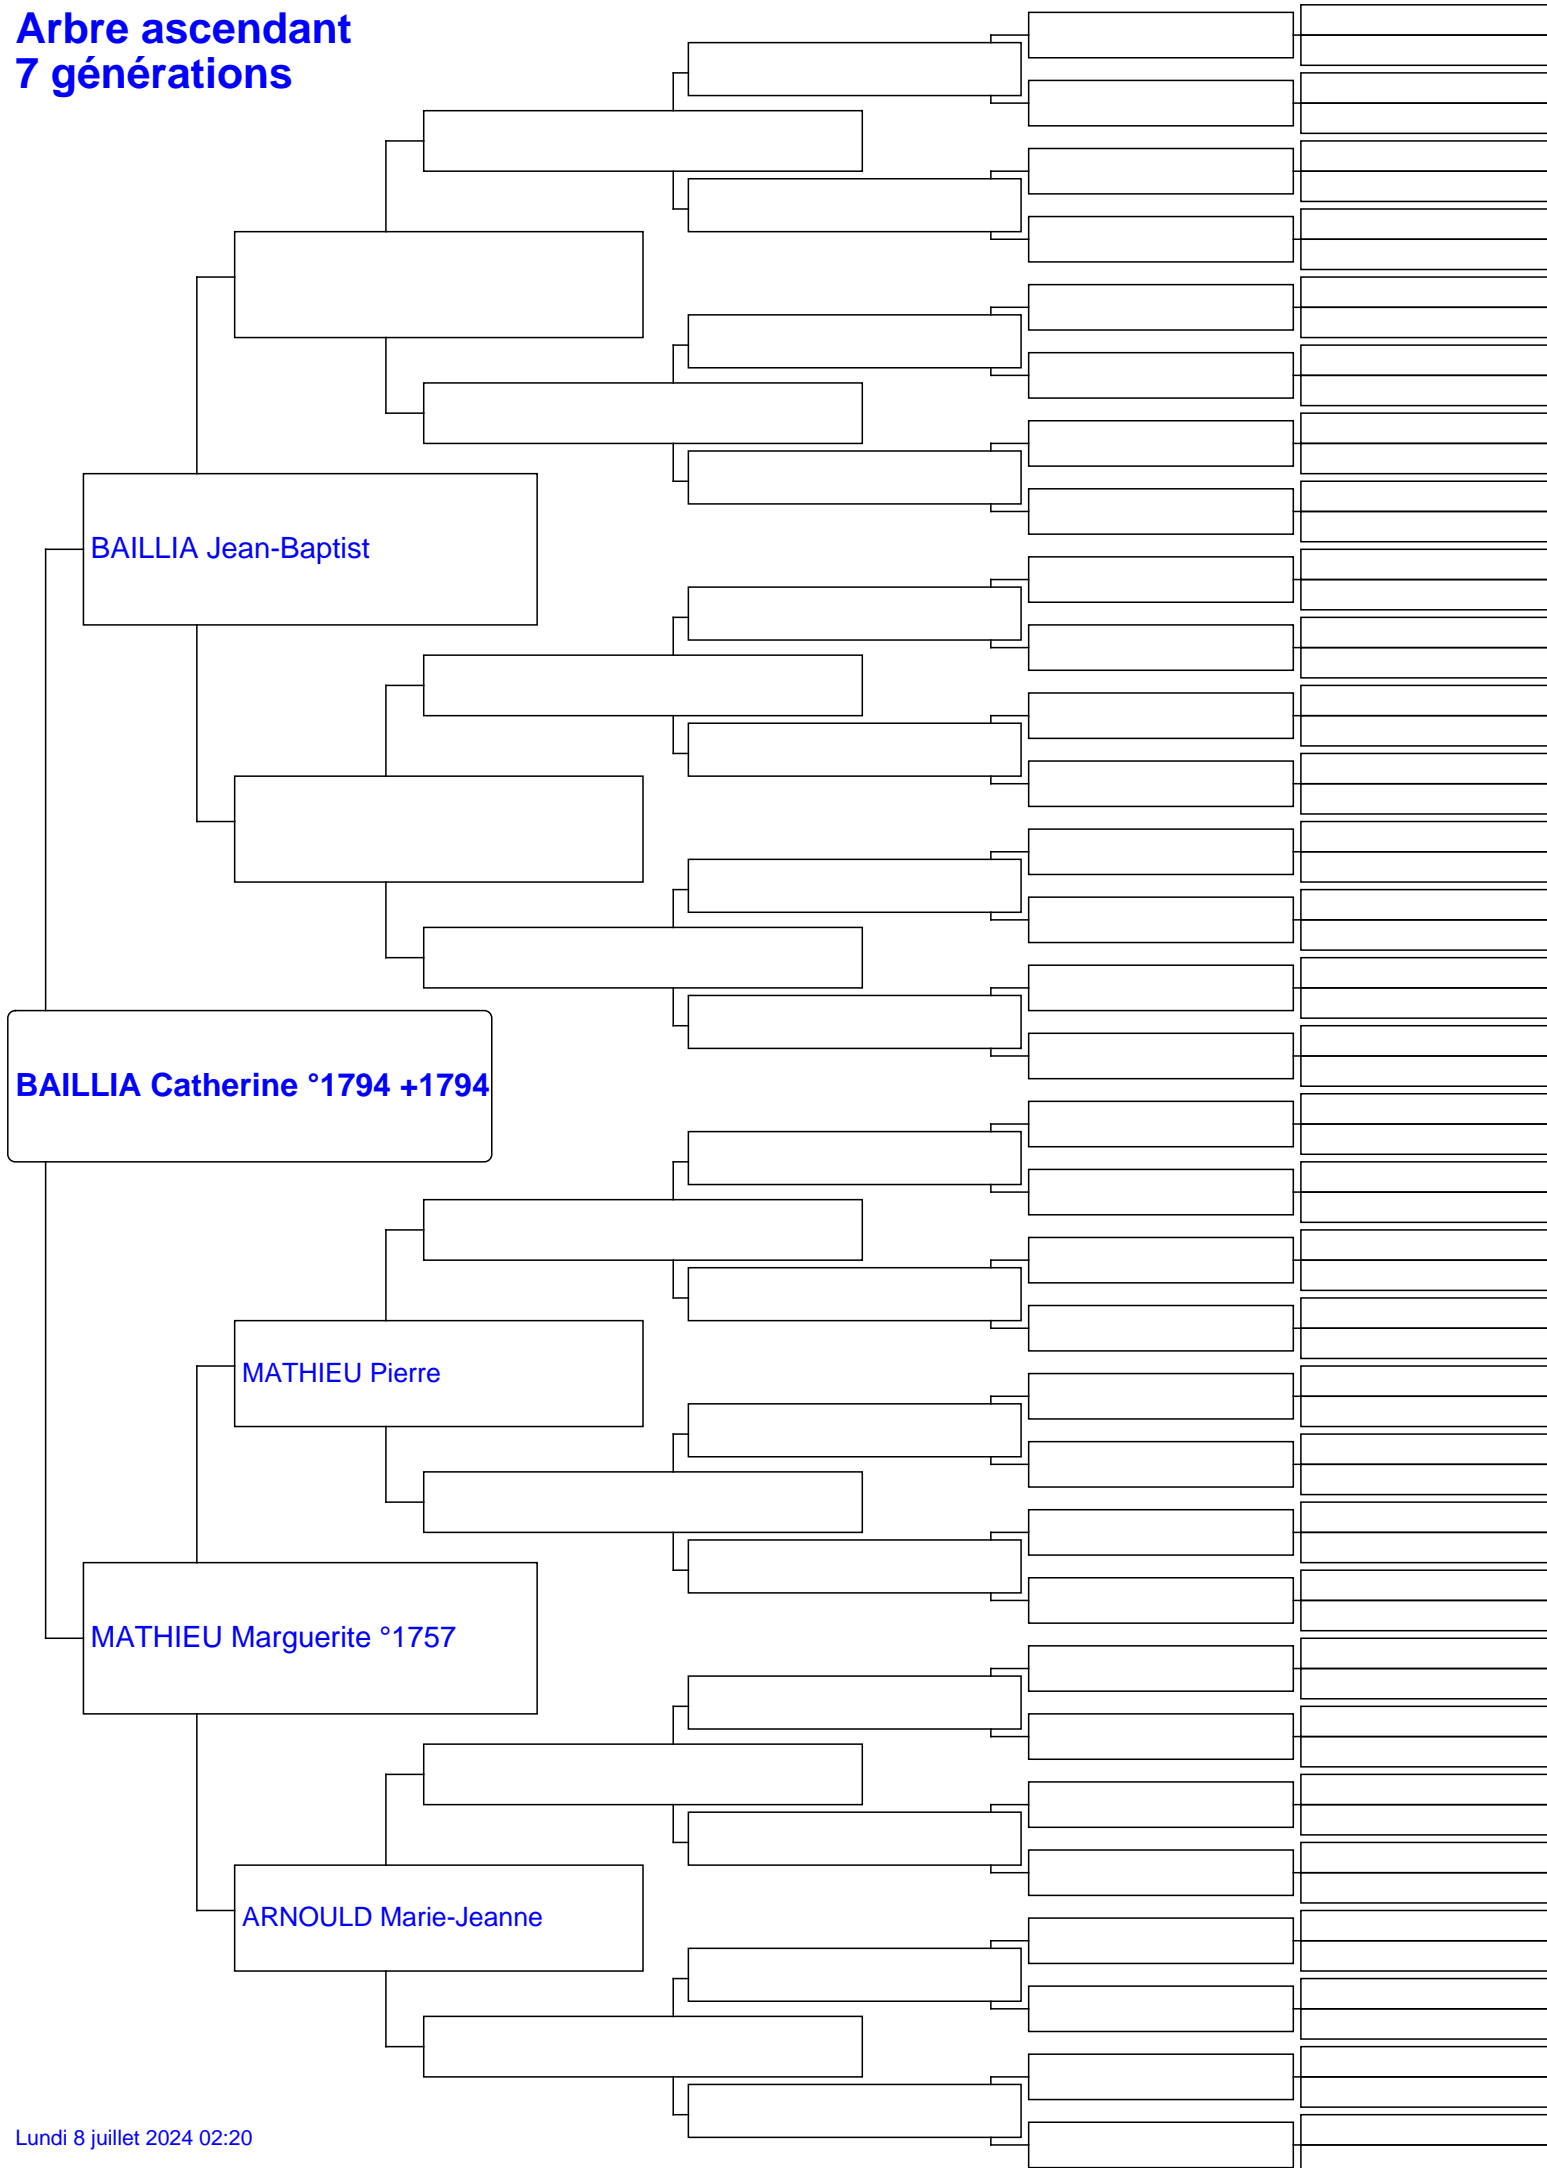 Arbre ascendant
7 générations
BAILLIA Jean-Baptist
BAILLIA Catherine °1794 +1794
MATHIEU Pierre
MATHIEU Marguerite °1757
ARNOULD Marie-Jeanne
Lundi 8 juillet 2024 02:20